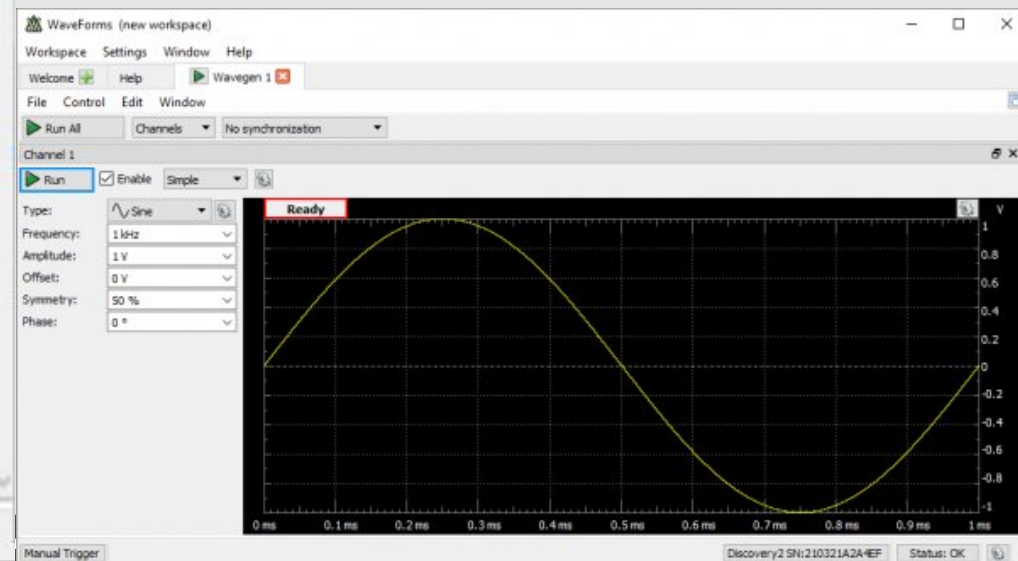 WaveForms (new workspace)
Workspace Settings Window Help
Welcome Help Wavegen 1
File Control Edit Window
Run All Channels No synchronization
Channel 1
Run Enable Simple
Type: Sine
Frequency: 1 kHz
Amplitude: 1 V
Offset: 0 V
Symmetry: 50 %
Phase: 0 °
Ready
V
1
0.8
0.6
0.4
0.2
0
-0.2
-0.4
-0.6
-0.8
-1
0 ms 0.1 ms 0.2 ms 0.3 ms 0.4 ms 0.5 ms 0.6 ms 0.7 ms 0.8 ms 0.9 ms 1 ms
Manual Trigger Discovery2 SN:210321A2A4EF Status: OK